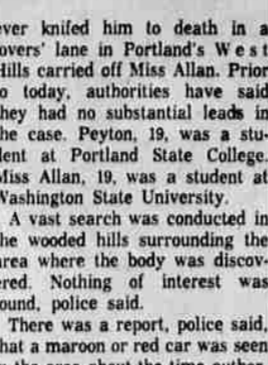 ever knifed him to death in a
overs' lane in Portland's West
Hills carried off Miss Allan. Prior
o today, authorities have said
hey had no substantial leads in
he case. Peyton, 19, was a stu-
lent at Portland State College.
Miss Allan, 19, was a student at
Washington State University.
A vast search was conducted in
he wooded hills surrounding the
area where the body was discov-
ered. Nothing of interest was
ound, police said.
There was a report, police said,
hat a maroon or red car was seen